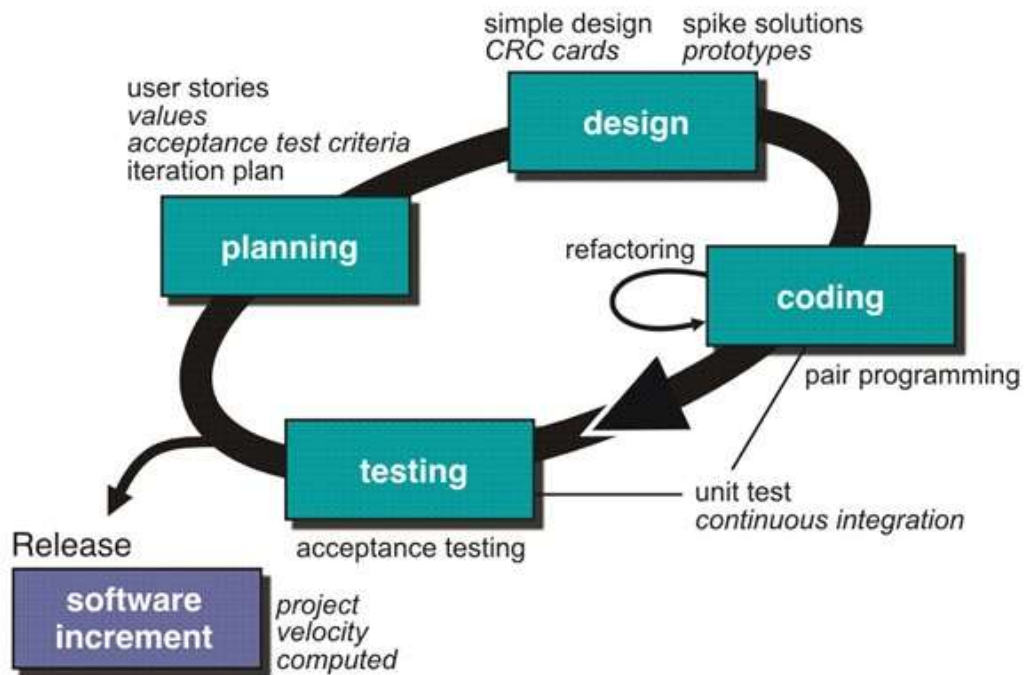 simple design
CRC cards
spike solutions
prototypes
user stories
values
acceptance test criteria
iteration plan
design
planning
refactoring
coding
pair programming
testing
unit test
continuous integration
acceptance testing
Release
software
increment
project
velocity
computed